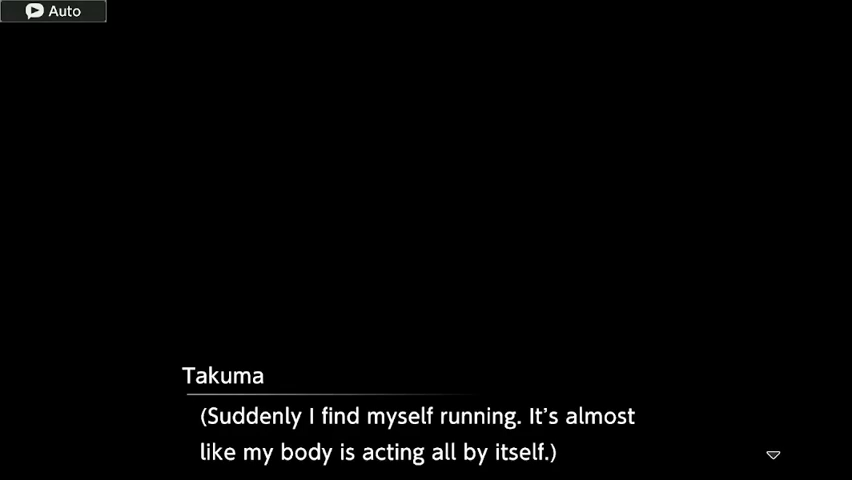 Auto
Takuma
(Suddenly I find myself running. It's almost
like my body is acting all by itself.)